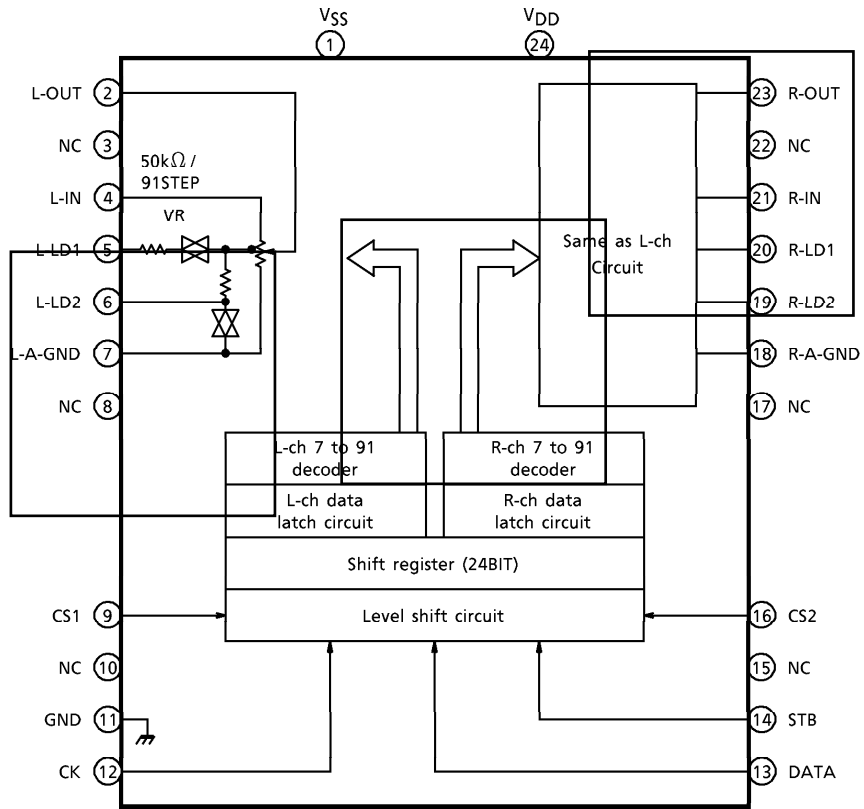 VSS
VDD
1
24
L-OUT 2
23 R-OUT
NC 3
22 NC
50kΩ /
91STEP
L-IN 4
21 R-IN
VR
L-LD1 5
20 R-LD1
Same as L-ch
Circuit
L-LD2 6
19 R-LD2
L-A-GND 7
18 R-A-GND
NC 8
17 NC
L-ch 7 to 91
decoder
R-ch 7 to 91
decoder
L-ch data
latch circuit
R-ch data
latch circuit
Shift register (24BIT)
CS1 9
Level shift circuit
16 CS2
NC 10
15 NC
GND 11
14 STB
CK 12
13 DATA